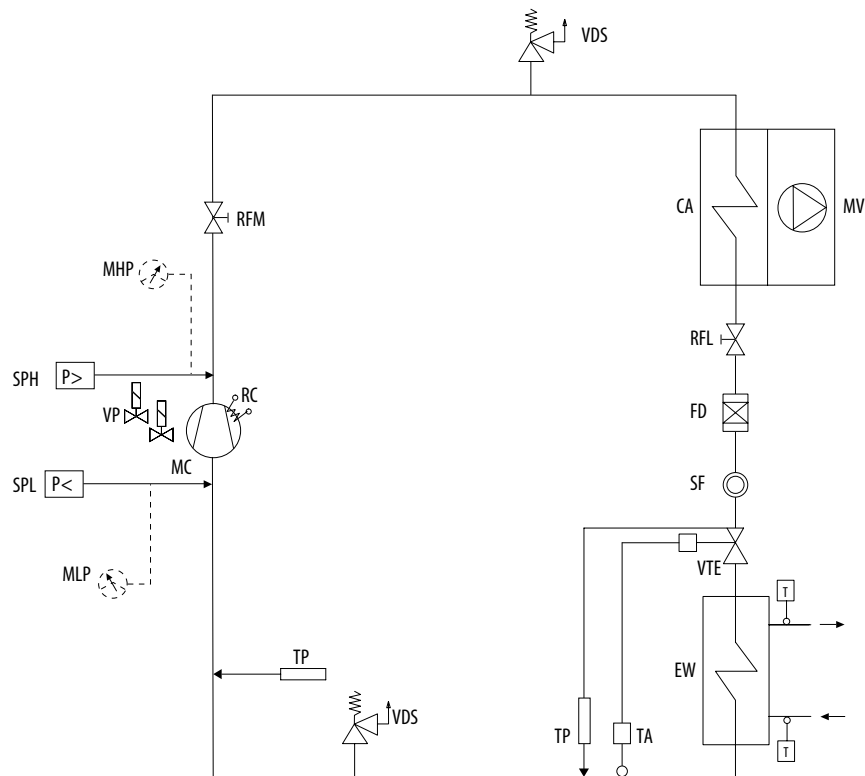 VDS
CA
MV
RFM
MHP
RFL
SPH
P>
RC
VP
FD
MC
SPL
P<
SF
VTE
MLP
T
TP
EW
VDS
TP
TA
T